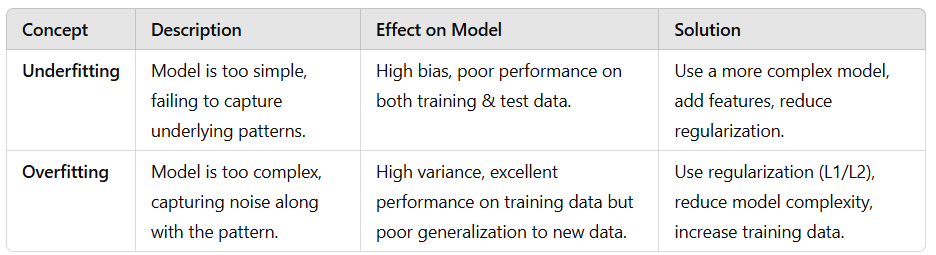 Concept Description Effect on Model Solution
Underfitting Model is too simple, High bias, poor performance on Use a more complex model,
failing to capture both training & test data. add features, reduce
underlying patterns. regularization.
Overfitting Model is too complex, High variance, excellent Use regularization (L1/L2),
capturing noise along performance on training data but reduce model complexity,
with the pattern. poor generalization to new data. increase training data.